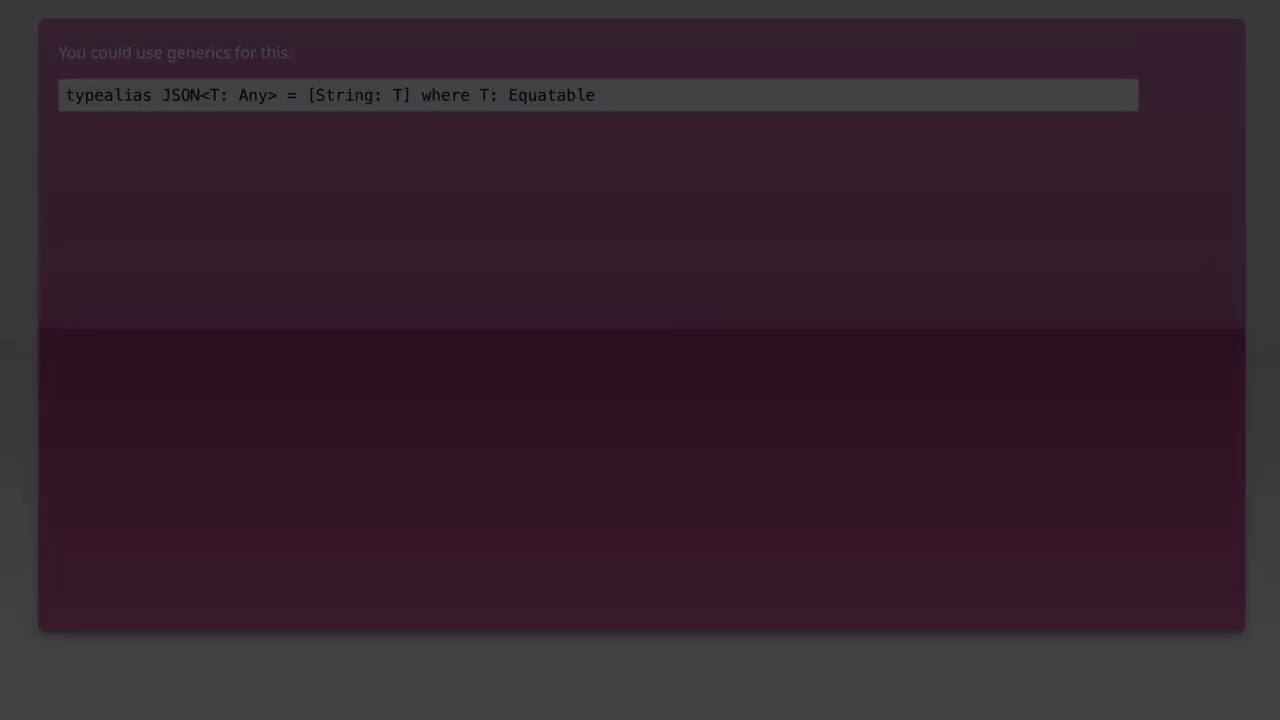 You could use generics for this:
typealias JSON<T: Any> = [String: T] where T: Equatable